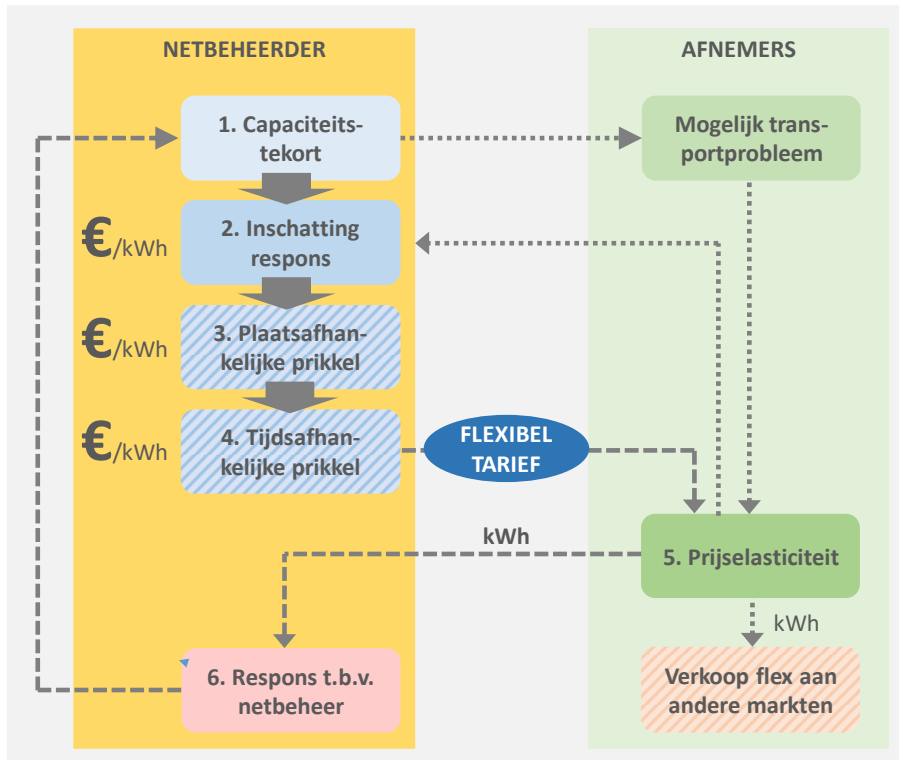 NETBEHEERDER
AFNEMERS
1. Capaciteits-
tekort
Mogelijk trans-
portprobleem
€/kWh
2. Inschatting
respons
€/kWh
3. Plaatsafhan-
kelijke prikkel
€/kWh
4. Tijdsafhan-
kelijke prikkel
FLEXIBEL
TARIEF
kWh
5. Prijselasticiteit
kWh
6. Respons t.b.v.
netbeheer
Verkoop flex aan
andere markten